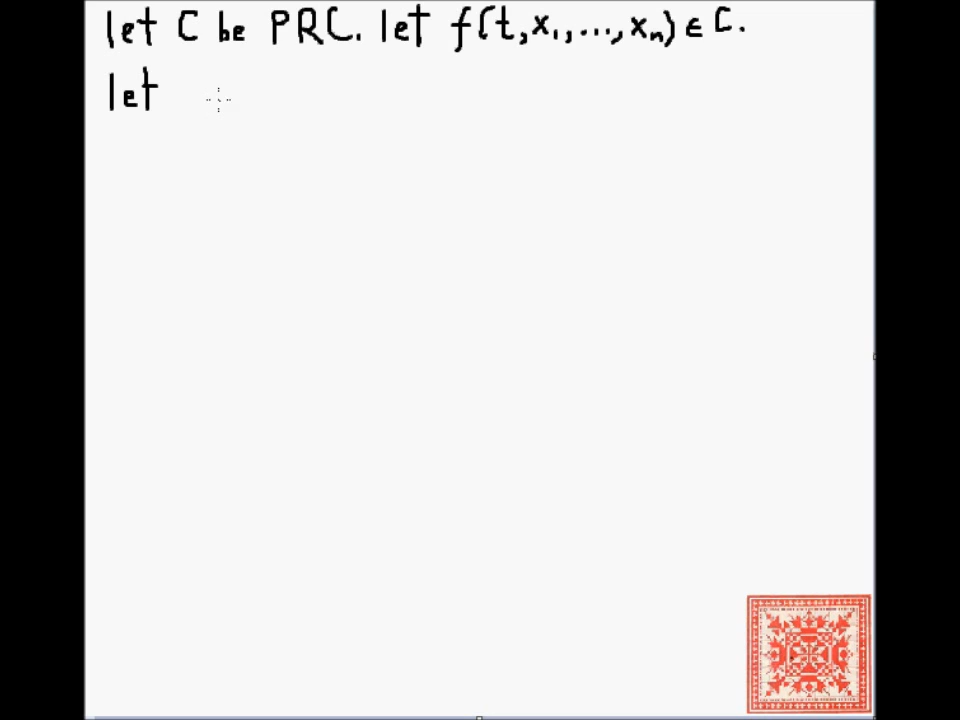 let C be PRC. let f(t,x₁,...,xₙ) ∈ C.
let